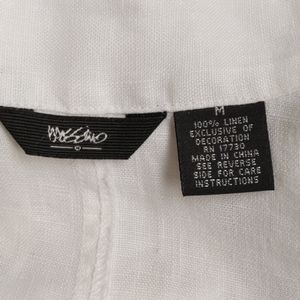 mossimo
M
100% LINEN
EXCLUSIVE OF
DECORATION
RN 17730
MADE IN CHINA
SEE REVERSE
SIDE FOR CARE
INSTRUCTIONS